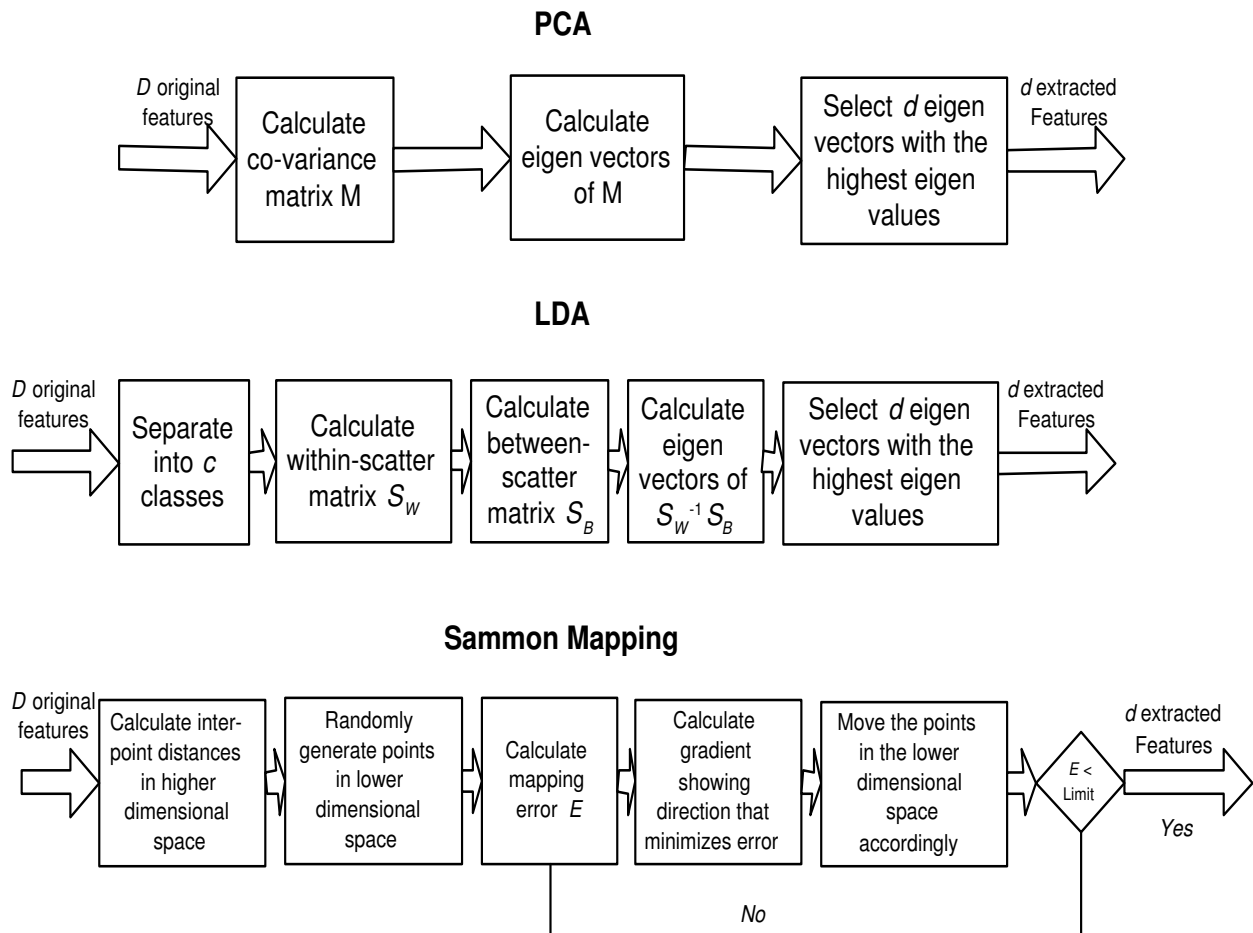 PCA
D original
features
Calculate
co-variance
matrix M
Calculate
eigen vectors
of M
Select d eigen
vectors with the
highest eigen
values
d extracted
Features
LDA
D original
features
Separate
into c
classes
Calculate
within-scatter
matrix S_W
Calculate
between-
scatter
matrix S_B
Calculate
eigen
vectors of
S_W^-1 S_B
Select d eigen
vectors with the
highest eigen
values
d extracted
Features
Sammon Mapping
D original
features
Calculate inter-
point distances
in higher
dimensional
space
Randomly
generate points
in lower
dimensional
space
Calculate
mapping
error E
Calculate
gradient
showing
direction that
minimizes error
Move the points
in the lower
dimensional
space
accordingly
E <
Limit
d extracted
Features
Yes
No